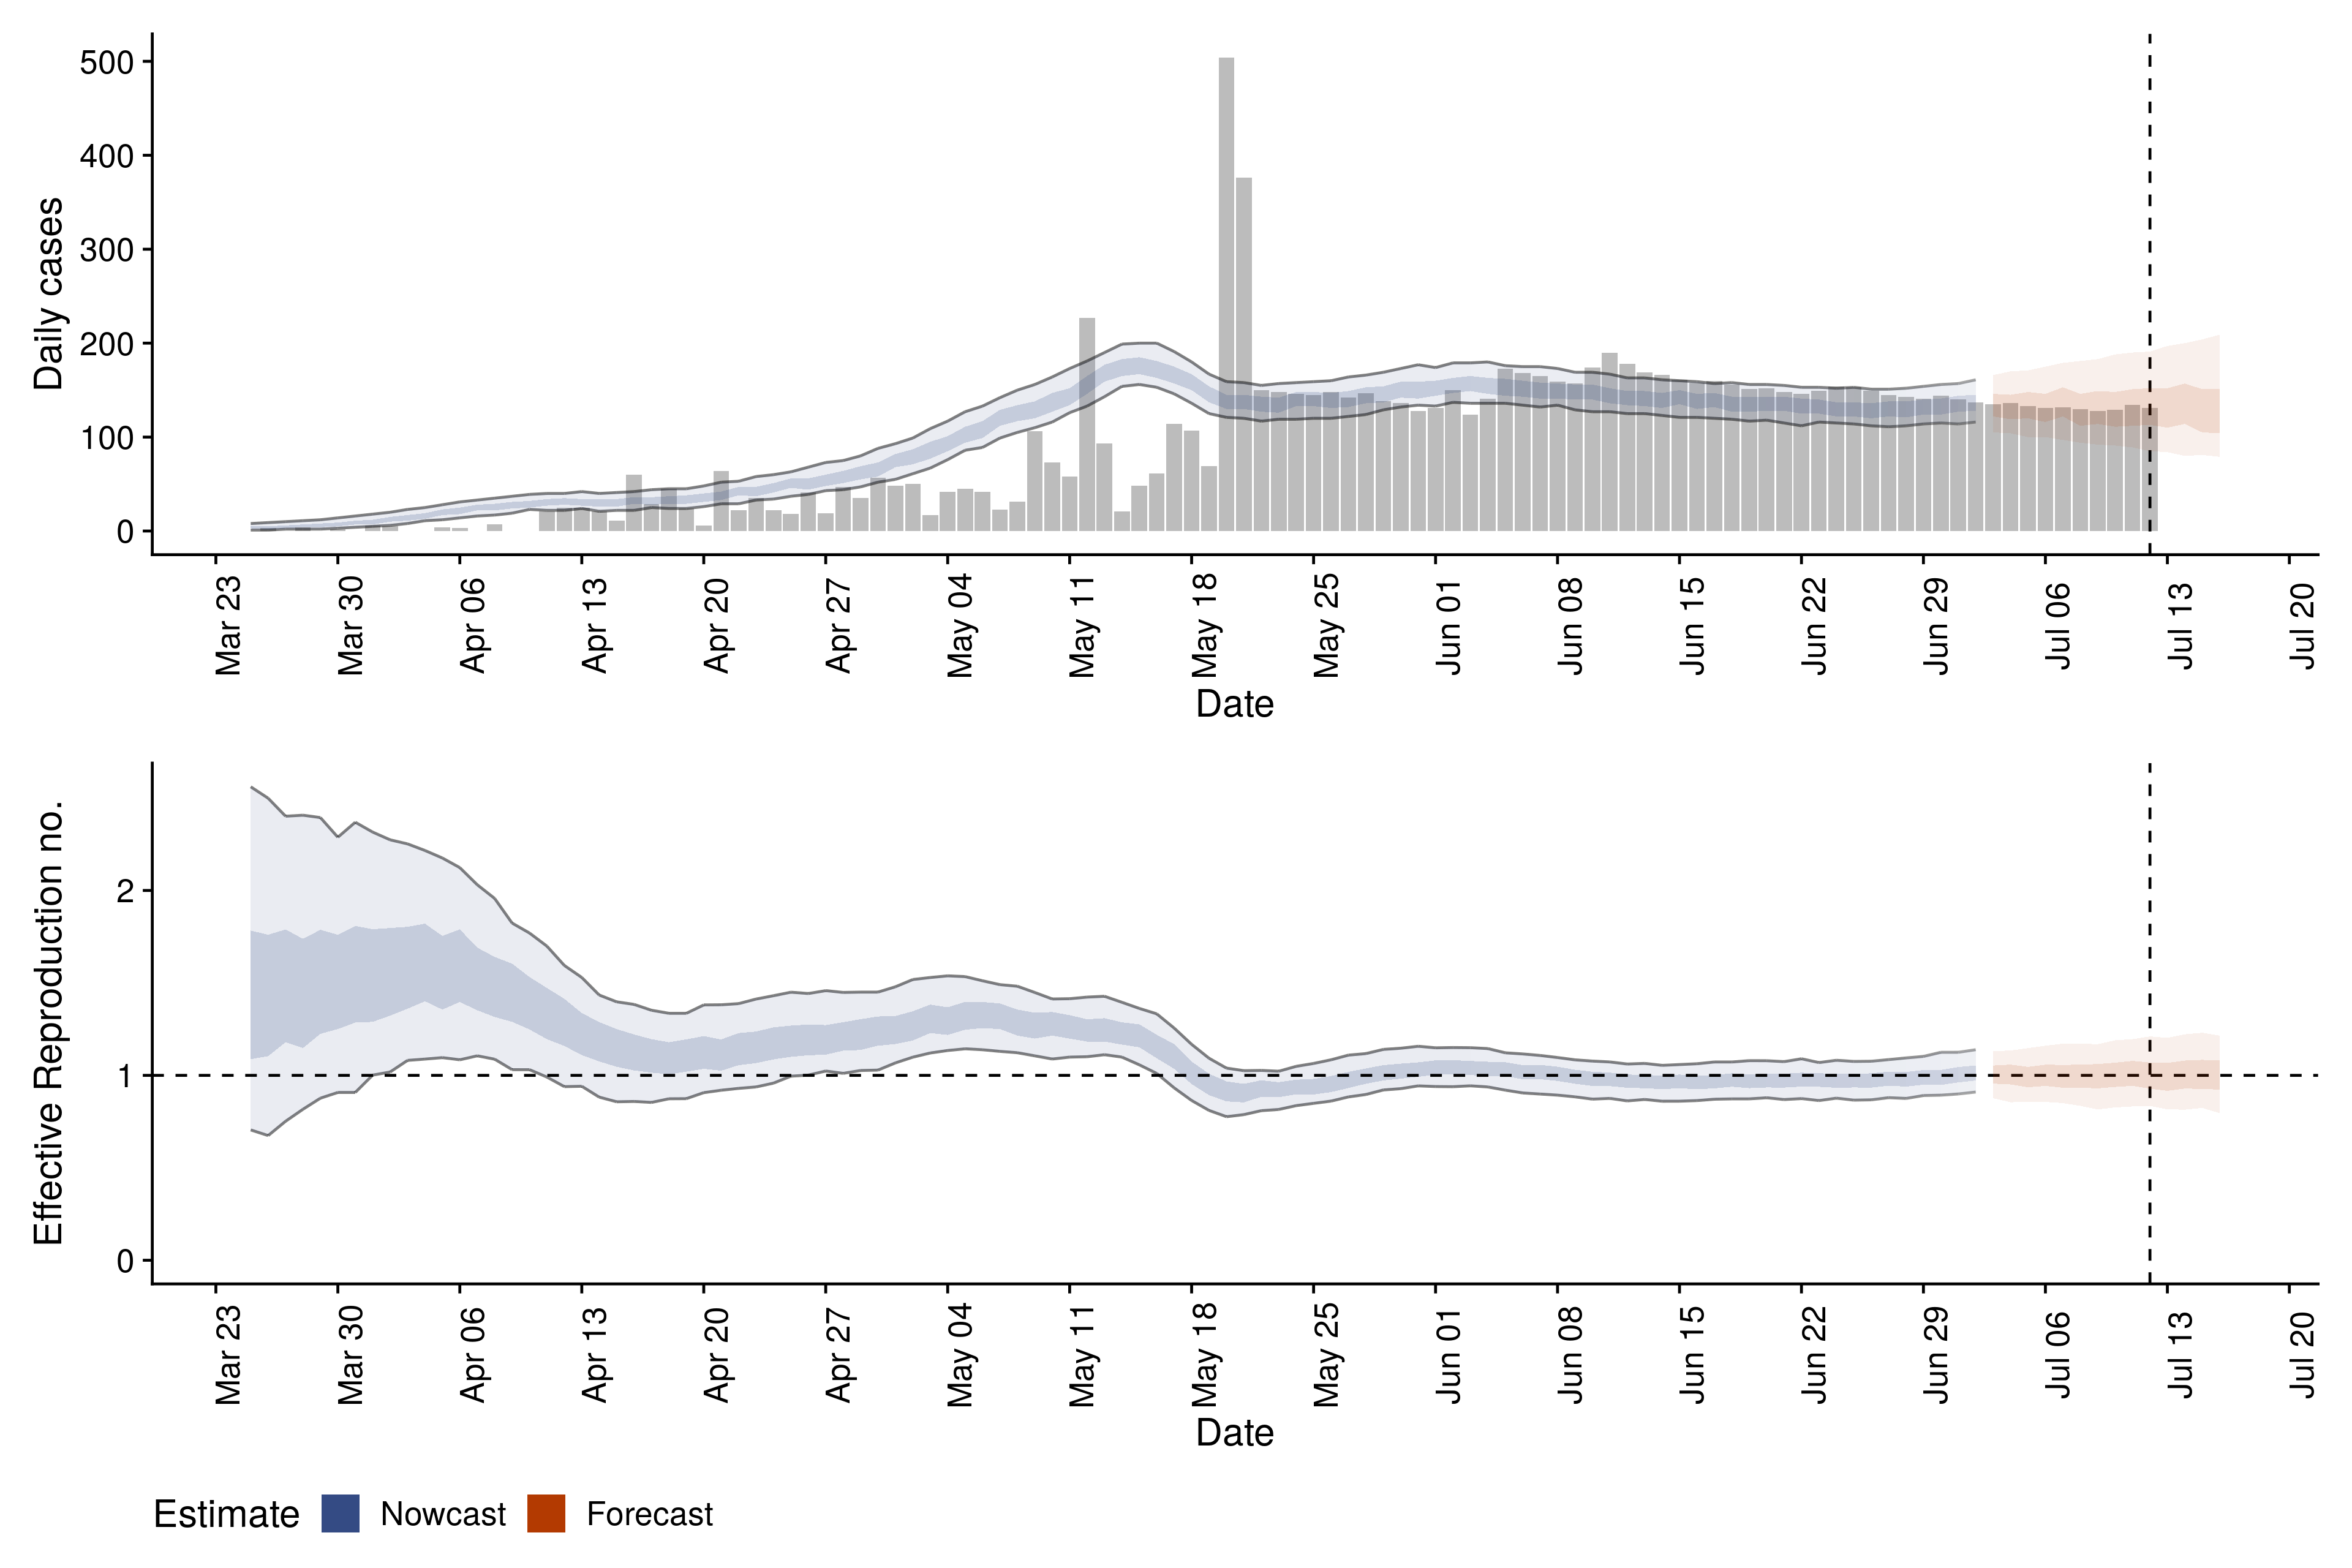 Daily cases
500
400
300
200
100
0
Mar 23
Mar 30
Apr 06
Apr 13
Apr 20
Apr 27
May 04
May 11
May 18
May 25
Jun 01
Jun 08
Jun 15
Jun 22
Jun 29
Jul 06
Jul 13
Jul 20
Date
Effective Reproduction no.
2
1
0
Mar 23
Mar 30
Apr 06
Apr 13
Apr 20
Apr 27
May 04
May 11
May 18
May 25
Jun 01
Jun 08
Jun 15
Jun 22
Jun 29
Jul 06
Jul 13
Jul 20
Date
Estimate Nowcast Forecast